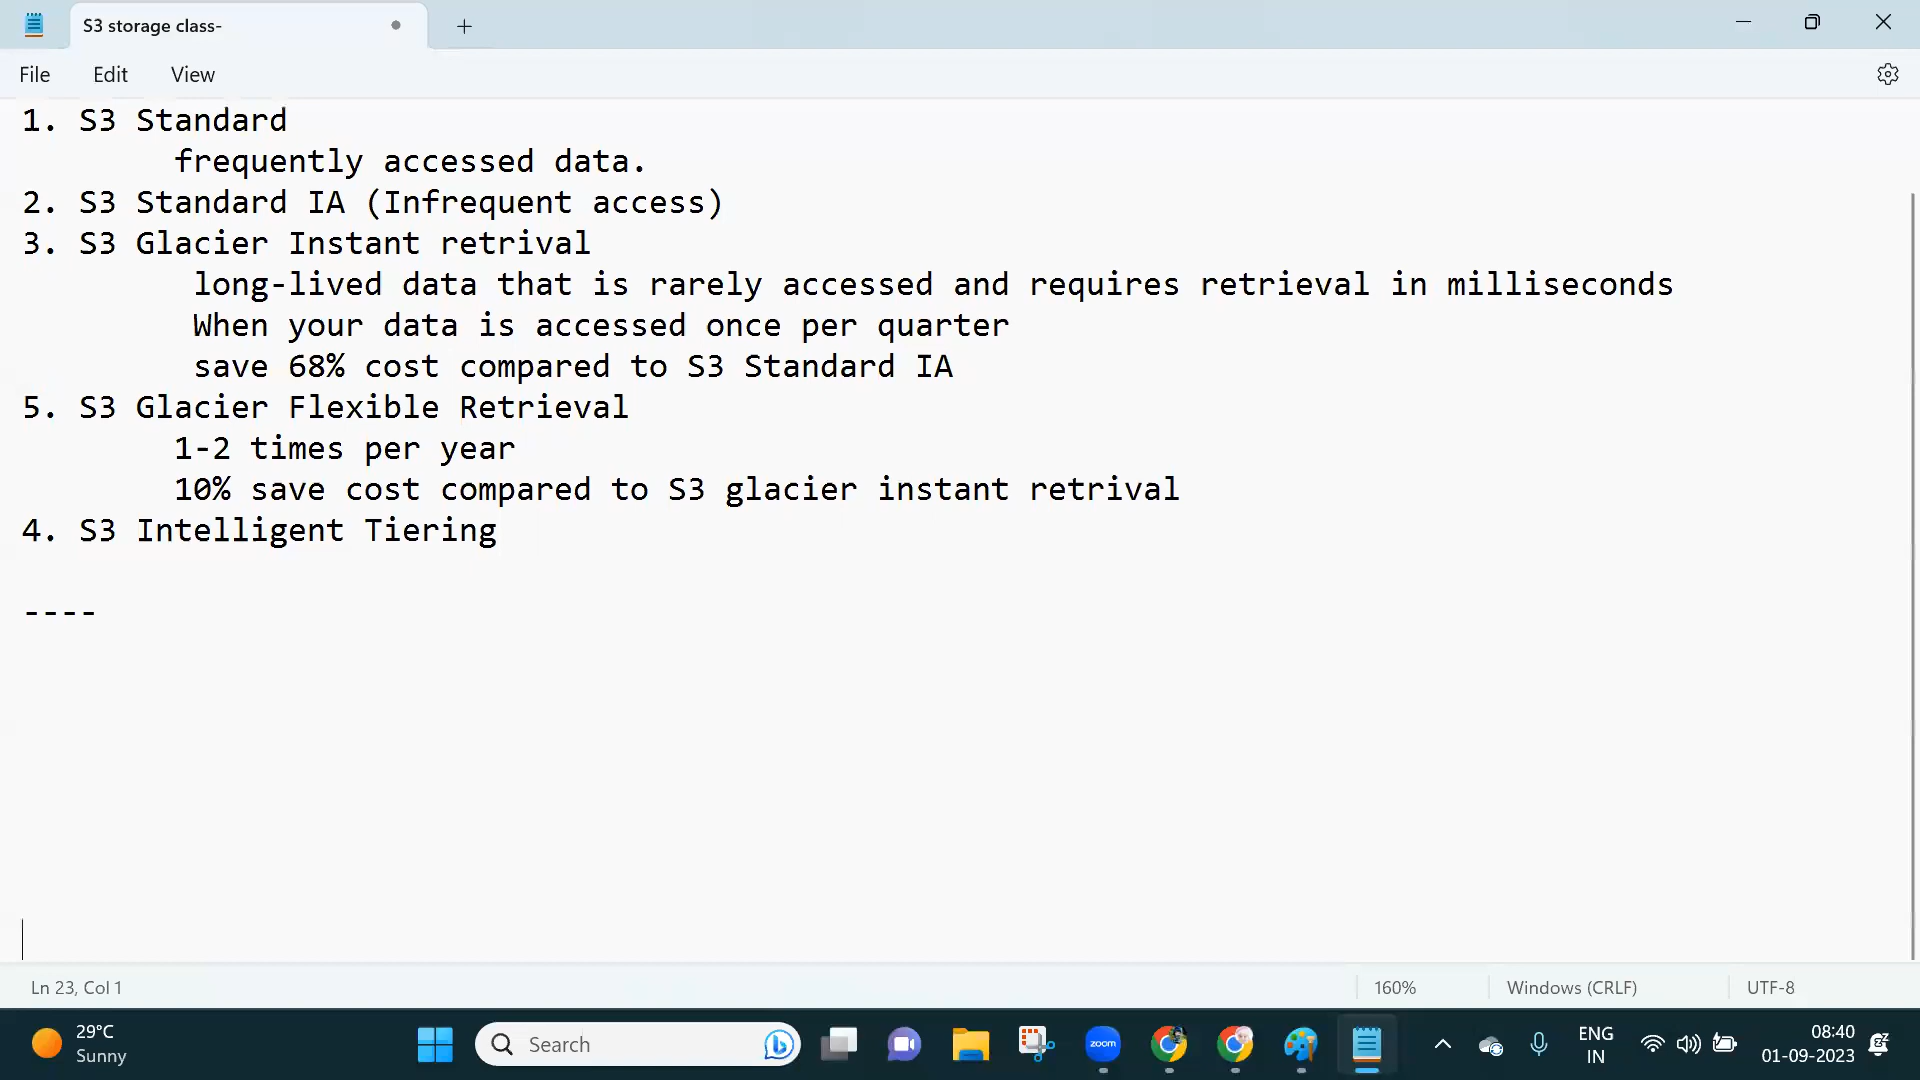 S3 storage class-
File Edit View
1. S3 Standard
frequently accessed data.
2. S3 Standard IA (Infrequent access)
3. S3 Glacier Instant retrival
long-lived data that is rarely accessed and requires retrieval in milliseconds
When your data is accessed once per quarter
save 68% cost compared to S3 Standard IA
5. S3 Glacier Flexible Retrieval
1-2 times per year
10% save cost compared to S3 glacier instant retrival
4. S3 Intelligent Tiering
----
Ln 23, Col 1 160% Windows (CRLF) UTF-8
29°C
Sunny
Search
zoom
ENG
IN
08:40
01-09-2023